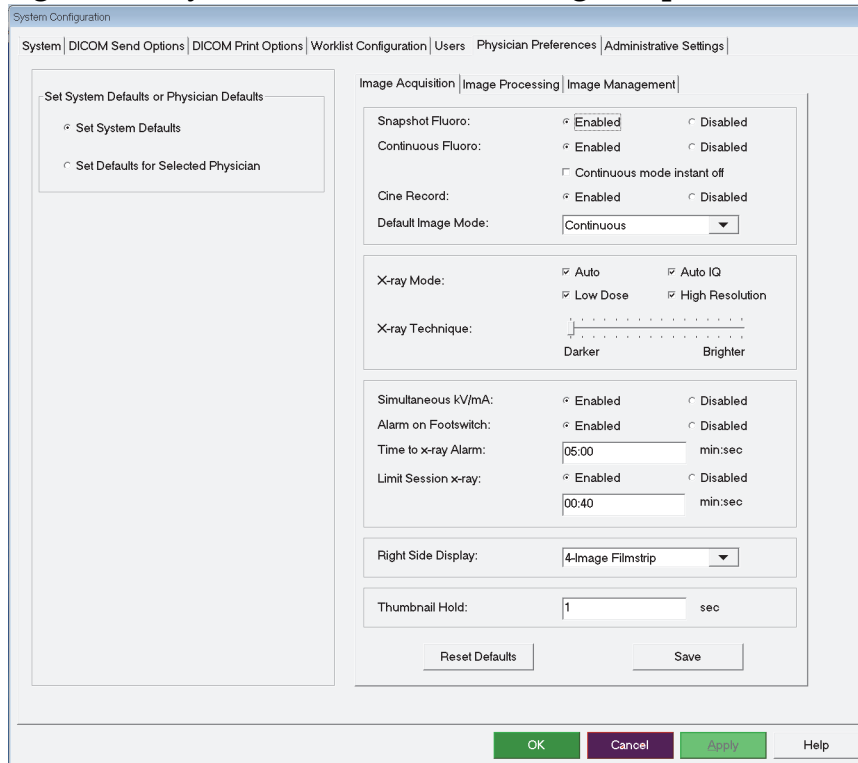 System Configuration
System DICOM Send Options DICOM Print Options Worklist Configuration Users Physician Preferences Administrative Settings
Set System Defaults or Physician Defaults
Set System Defaults
Set Defaults for Selected Physician
Image Acquisition Image Processing Image Management
Snapshot Fluoro: Enabled Disabled
Continuous Fluoro: Enabled Disabled
Continuous mode instant off
Cine Record: Enabled Disabled
Default Image Mode: Continuous
X-ray Mode: Auto Auto IQ
Low Dose High Resolution
X-ray Technique:
Darker Brighter
Simultaneous kV/mA: Enabled Disabled
Alarm on Footswitch: Enabled Disabled
Time to x-ray Alarm: 05:00 min:sec
Limit Session x-ray: Enabled Disabled
00:40 min:sec
Right Side Display: 4-Image Filmstrip
Thumbnail Hold: 1 sec
Reset Defaults Save
OK Cancel Apply Help